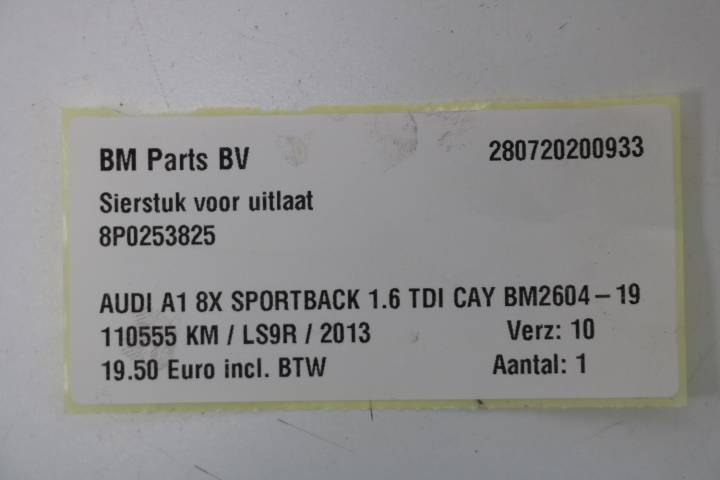 BM Parts BV 280720200933
Sierstuk voor uitlaat
8P0253825
AUDI A1 8X SPORTBACK 1.6 TDI CAY BM2604 – 19
110555 KM / LS9R / 2013 Verz: 10
19.50 Euro incl. BTW Aantal: 1